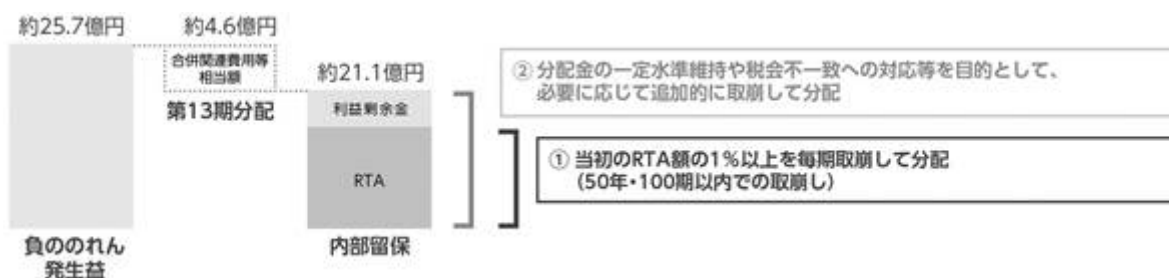 約25.7億円
約4.6億円
合併関連費用等
相当額
第13期分配
約21.1億円
利益剰余金
RTA
負ののれん
発生益
内部留保
② 分配金の一定水準維持や税会不一致への対応等を目的として、
必要に応じて追加的に取崩して分配
① 当初のRTA額の1%以上を毎期取崩して分配
(50年・100期以内での取崩し)